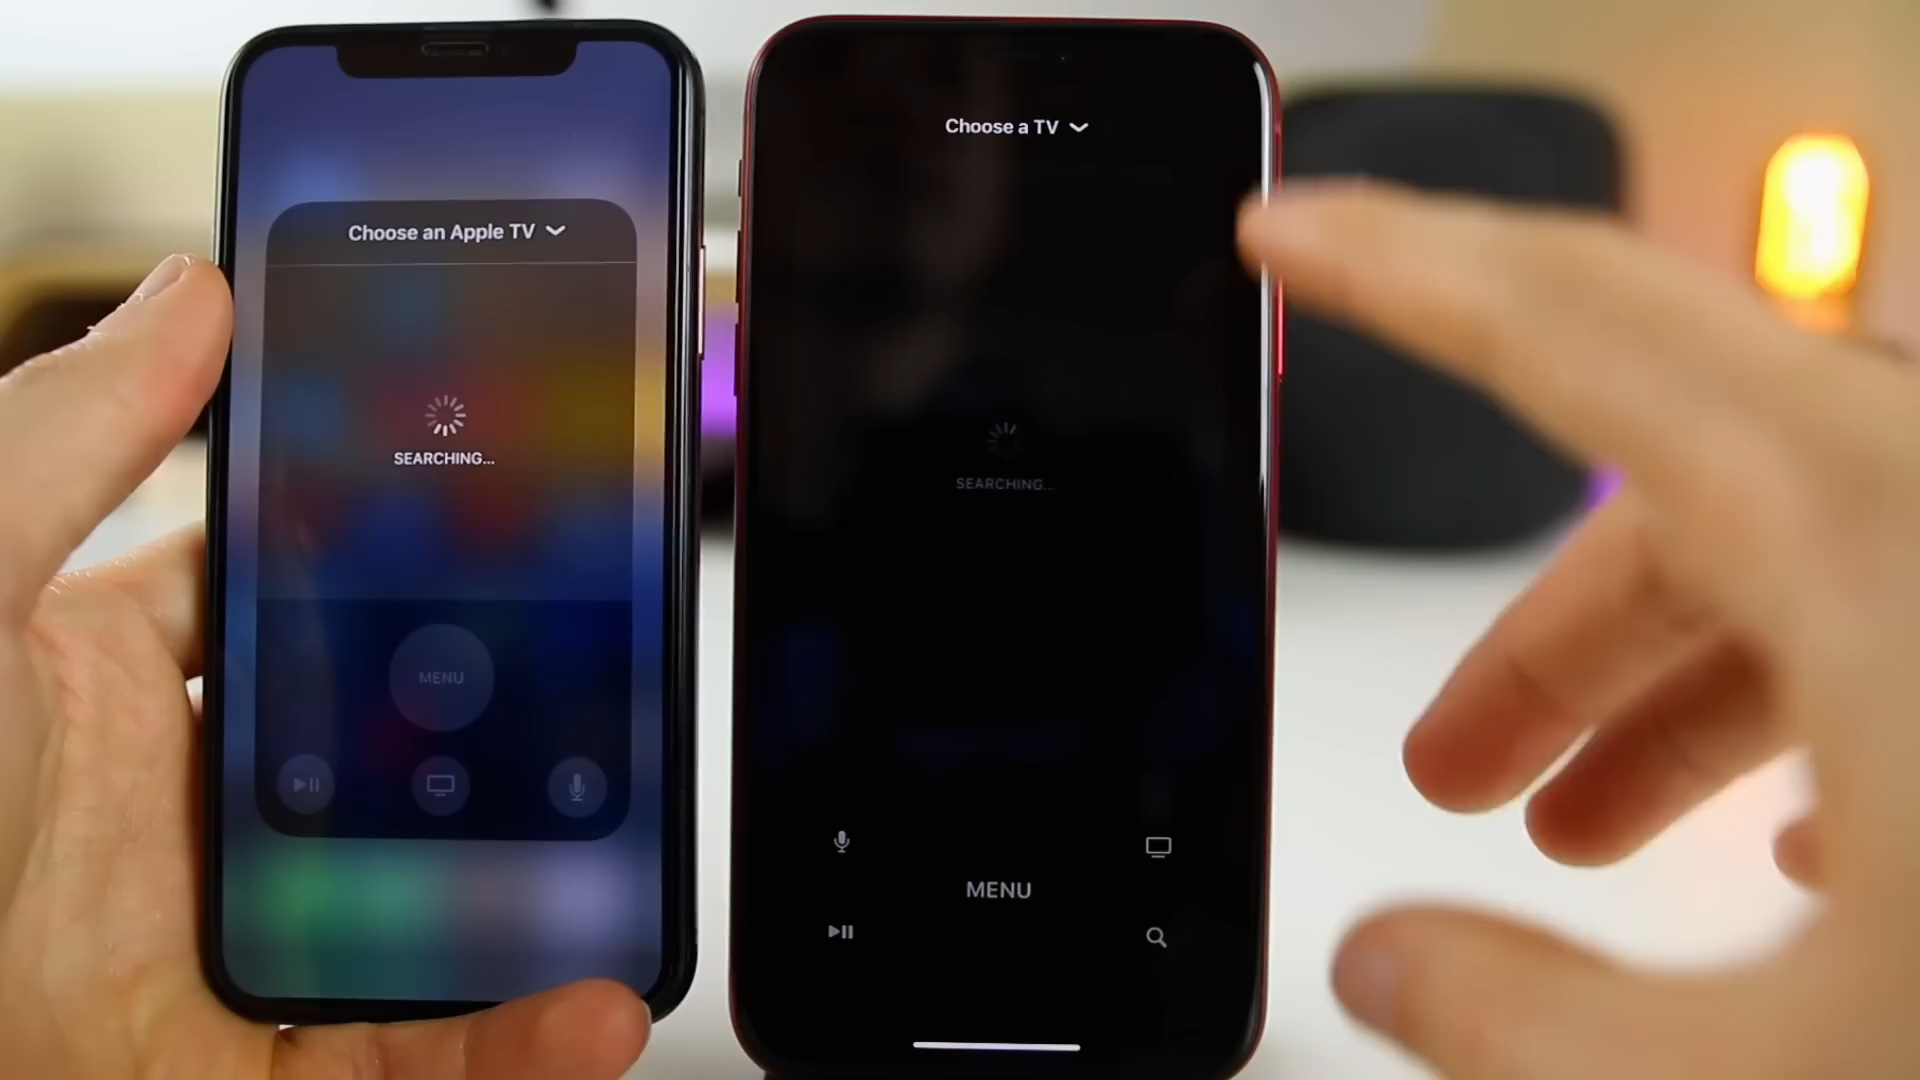 Choose an Apple TV
SEARCHING...
MENU
Choose a TV
SEARCHING...
MENU